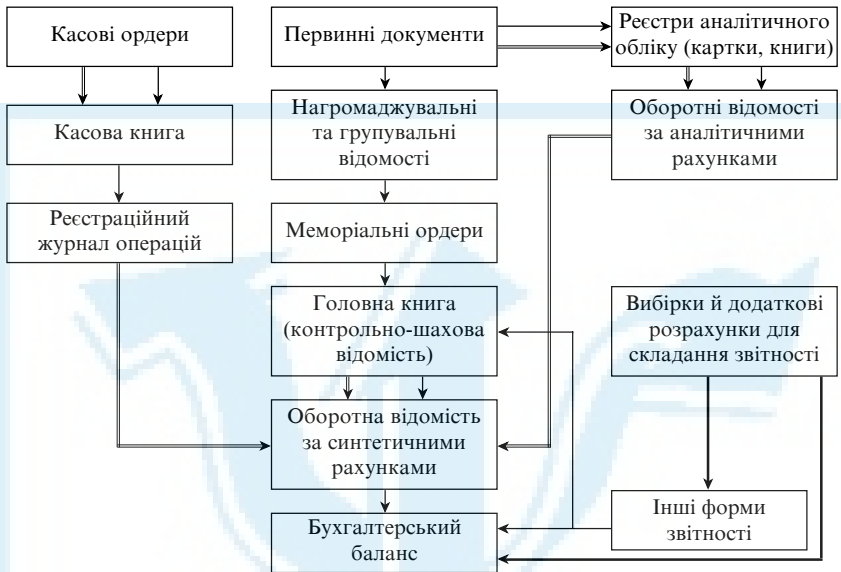 Касові ордери
Первинні документи
Реєстри аналітичного
обліку (картки, книги)
Касова книга
Нагромаджувальні
та групувальні
відомості
Оборотні відомості
за аналітичними
рахунками
Реєстраційний
журнал операцій
Меморіальні ордери
Головна книга
(контрольно-шахова
відомість)
Вибірки й додаткові
розрахунки для
складання звітності
Оборотна відомість
за синтетичними
рахунками
Бухгалтерський
баланс
Інші форми
звітності